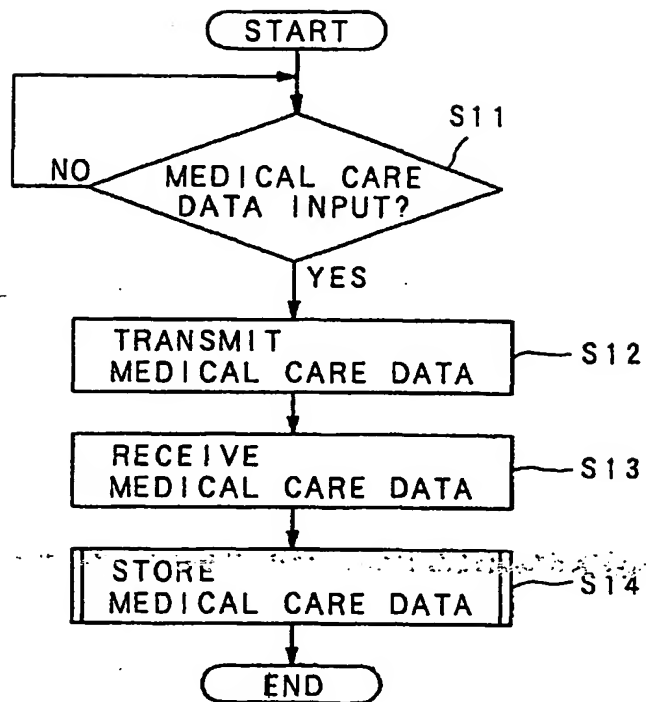 START
S11
NO
MEDICAL CARE
DATA INPUT?
YES
TRANSMIT
MEDICAL CARE DATA
S12
RECEIVE
MEDICAL CARE DATA
S13
STORE
MEDICAL CARE DATA
S14
END